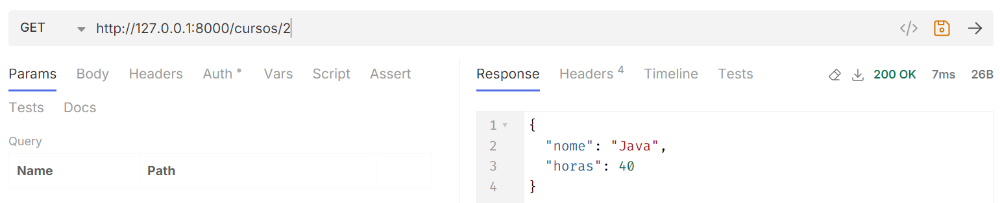 GET http://127.0.0.1:8000/cursos/2 </>
Params Body Headers Auth Vars Script Assert
Tests Docs
Query
Name Path
Response Headers 4 Timeline Tests 200 OK 7ms 26B
1 {
2 "nome": "Java",
3 "horas": 40
4 }